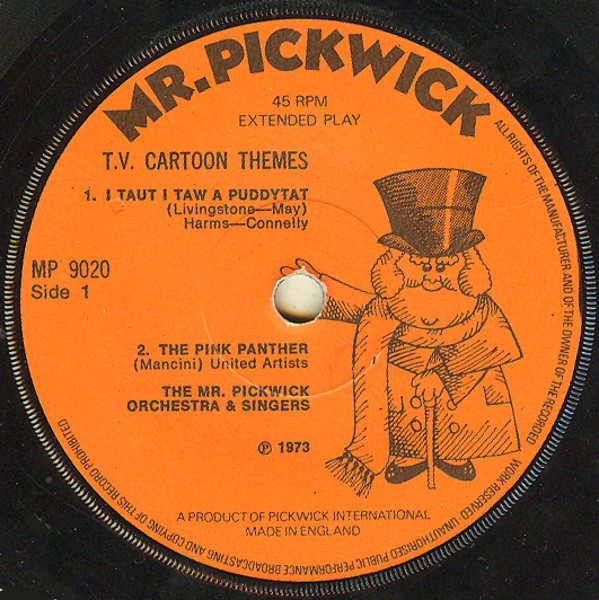 MR. PICKWICK
45 RPM
EXTENDED PLAY
T.V. CARTOON THEMES
1. I TAUT I TAW A PUDDYTAT
(Livingstone—May)
Harms—Connelly
MP 9020
Side 1
2. THE PINK PANTHER
(Mancini) United Artists
THE MR. PICKWICK
ORCHESTRA & SINGERS
℗ 1973
A PRODUCT OF PICKWICK INTERNATIONAL
MADE IN ENGLAND
ALL RIGHTS OF THE MANUFACTURER AND OF THE OWNER OF THE RECORDED WORK RESERVED · UNAUTHORISED PUBLIC PERFORMANCE BROADCASTING AND COPYING OF THIS RECORD PROHIBITED